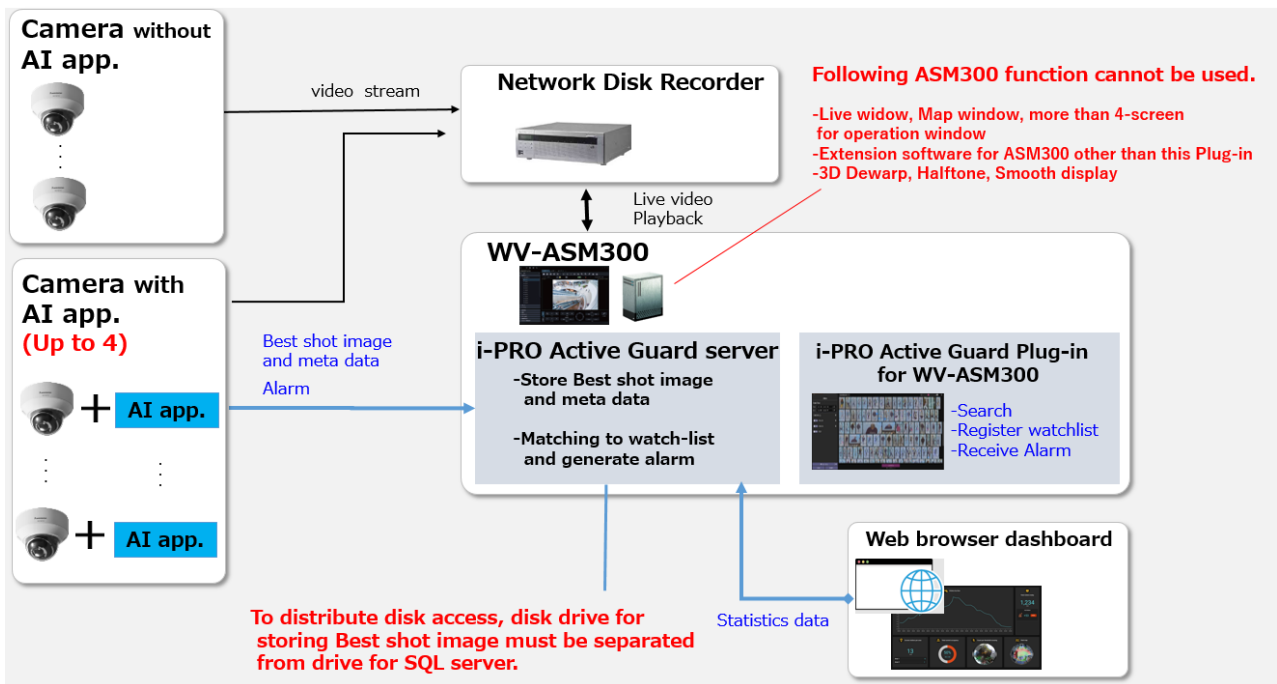 Camera without
AI app.
video  stream
Network Disk Recorder
Following ASM300 function cannot be used.
-Live widow, Map window, more than 4-screen
for operation window
-Extension software for ASM300 other than this Plug-in
-3D Dewarp, Halftone, Smooth display
Live video
Playback
Camera with
AI app.
(Up to 4)
+ AI app.
+ AI app.
Best shot image
and meta data
Alarm
WV-ASM300
i-PRO Active Guard server
-Store Best shot image
and meta data
-Matching to watch-list
and generate alarm
i-PRO Active Guard Plug-in
for WV-ASM300
-Search
-Register watchlist
-Receive Alarm
To distribute disk access, disk drive for
storing Best shot image must be separated
from drive for SQL server.
Statistics data
Web browser dashboard
1,234
13